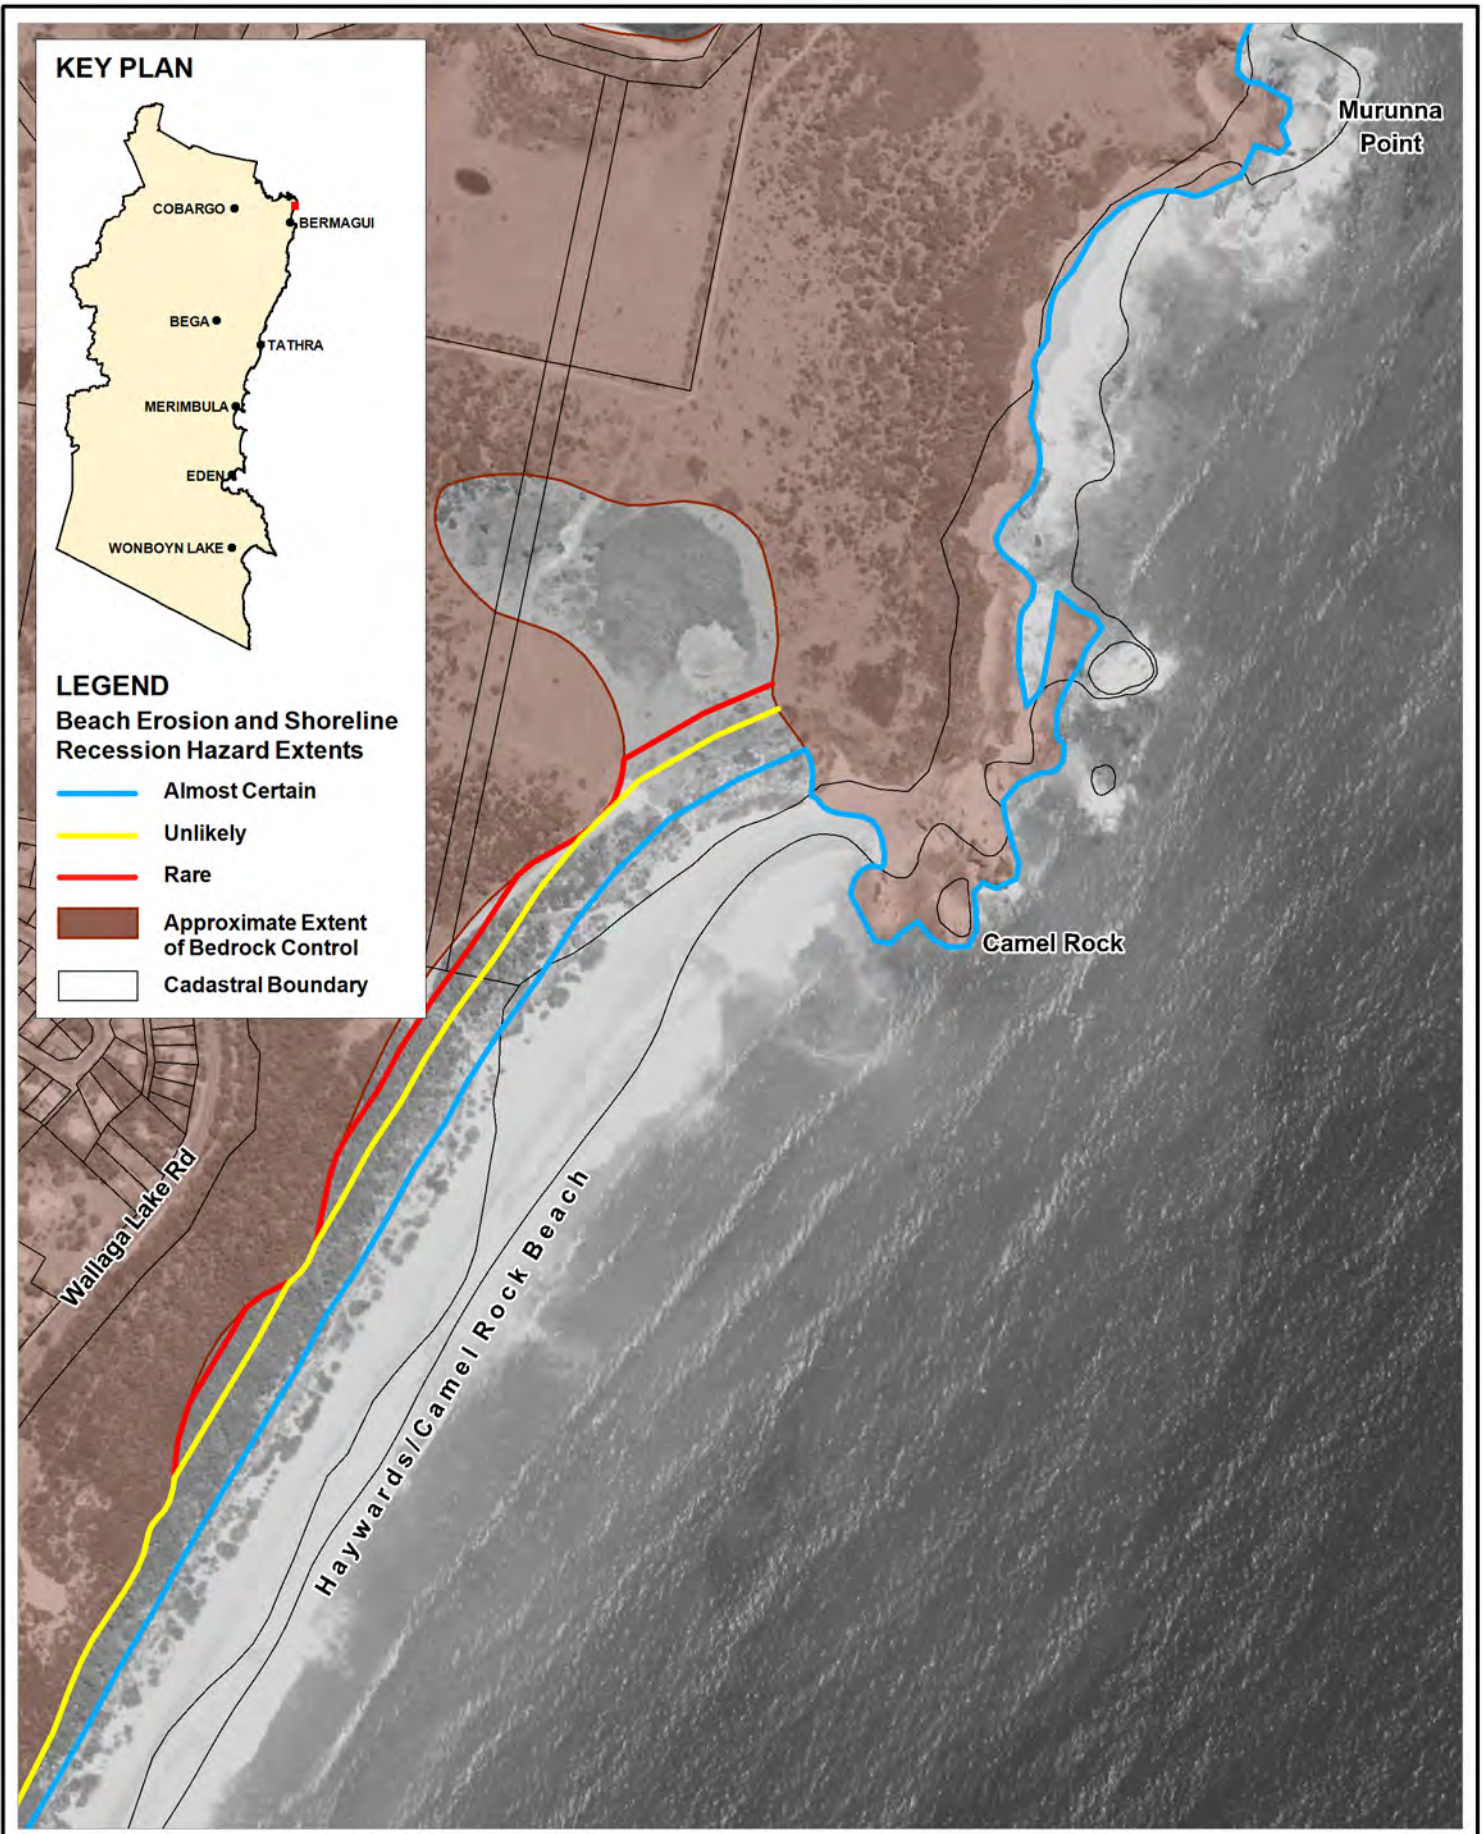 KEY PLAN
COBARGO
BERMAGUI
BEGA
TATHRA
MERIMBULA
EDEN
WONBOYN LAKE
LEGEND
Beach Erosion and Shoreline
Recession Hazard Extents
Almost Certain
Unlikely
Rare
Approximate Extent
of Bedrock Control
Cadastral Boundary
Murunna
Point
Camel Rock
Wallaga Lake Rd
Haywards/Camel Rock Beach